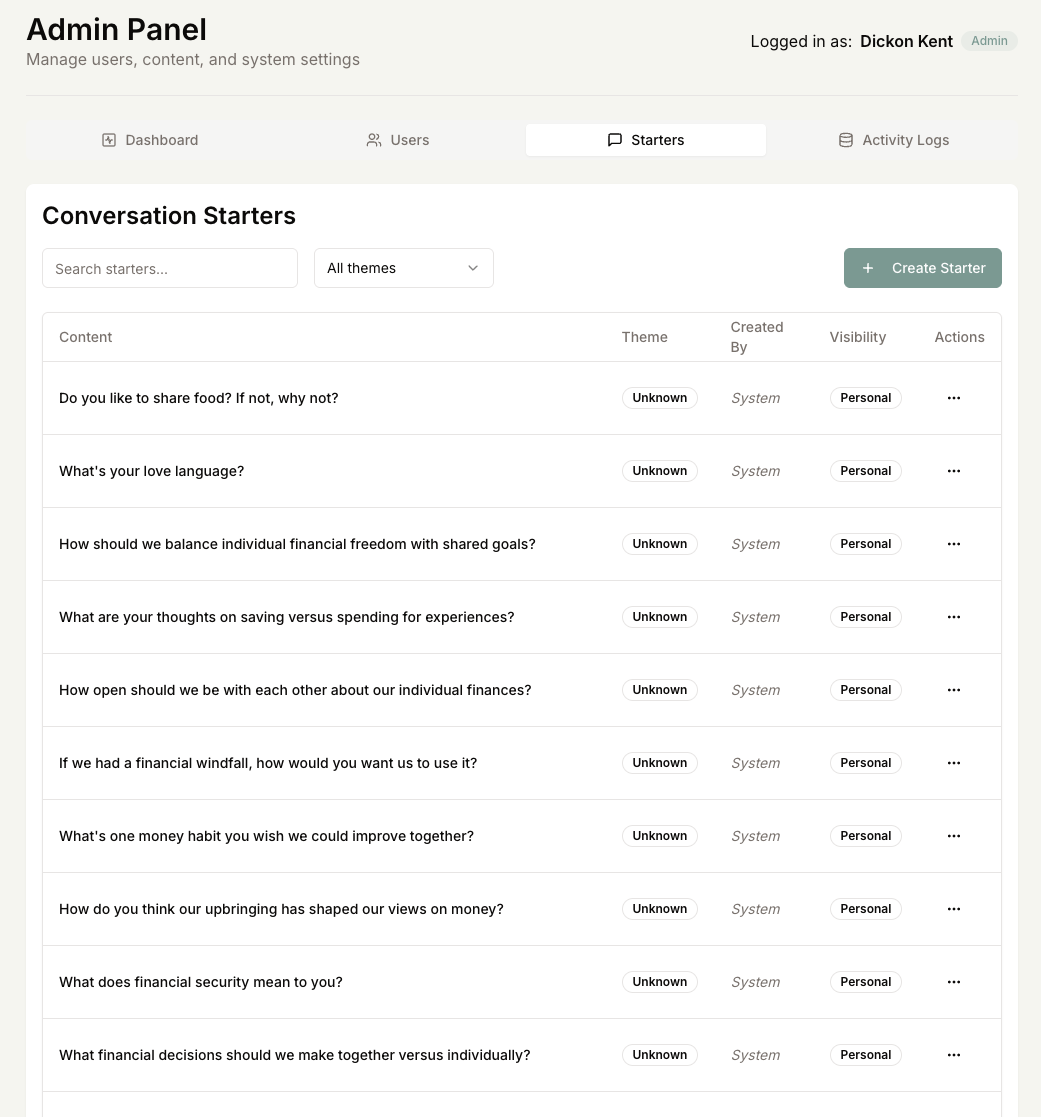 Admin Panel
Manage users, content, and system settings
Logged in as: Dickon Kent Admin
Dashboard Users Starters Activity Logs
Conversation Starters
Search starters... All themes Create Starter
Content Theme Created By Visibility Actions
Do you like to share food? If not, why not? Unknown System Personal
What's your love language? Unknown System Personal
How should we balance individual financial freedom with shared goals? Unknown System Personal
What are your thoughts on saving versus spending for experiences? Unknown System Personal
How open should we be with each other about our individual finances? Unknown System Personal
If we had a financial windfall, how would you want us to use it? Unknown System Personal
What's one money habit you wish we could improve together? Unknown System Personal
How do you think our upbringing has shaped our views on money? Unknown System Personal
What does financial security mean to you? Unknown System Personal
What financial decisions should we make together versus individually? Unknown System Personal